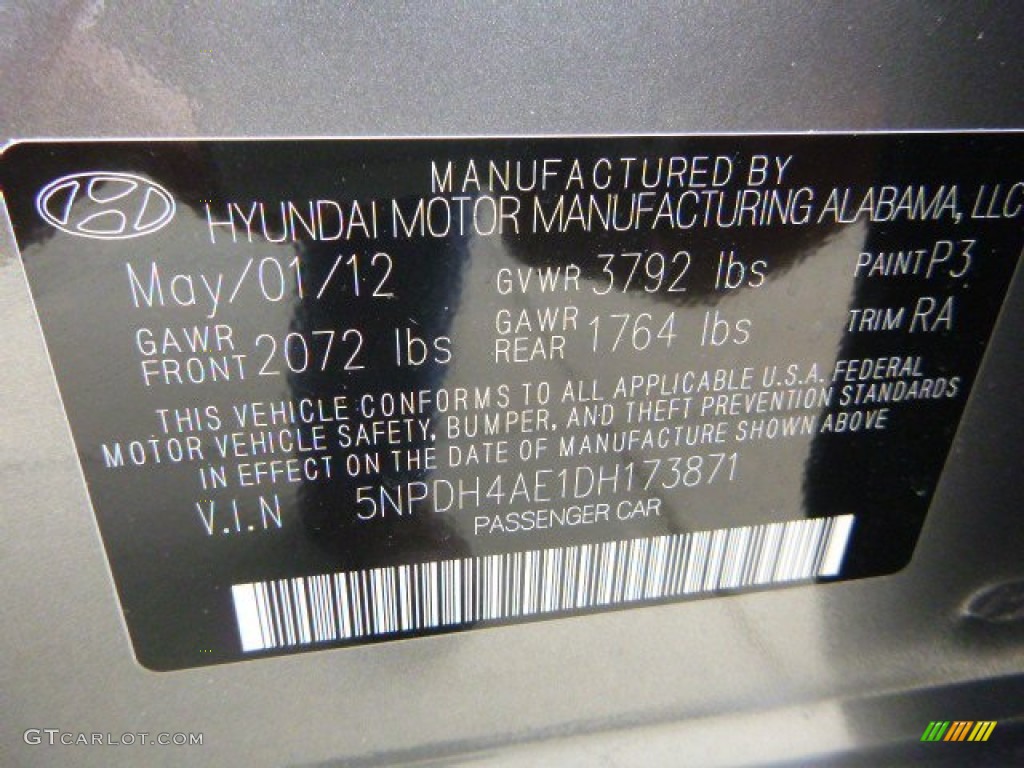 MANUFACTURED BY
HYUNDAI MOTOR MANUFACTURING ALABAMA, LLC
May/01/12 GVWR 3792 lbs PAINT P3
GAWR FRONT 2072 lbs GAWR REAR 1764 lbs TRIM RA
THIS VEHICLE CONFORMS TO ALL APPLICABLE U.S.A. FEDERAL
MOTOR VEHICLE SAFETY, BUMPER, AND THEFT PREVENTION STANDARDS
IN EFFECT ON THE DATE OF MANUFACTURE SHOWN ABOVE
V.I.N 5NPDH4AE1DH173871
PASSENGER CAR
GTCARLOT.COM